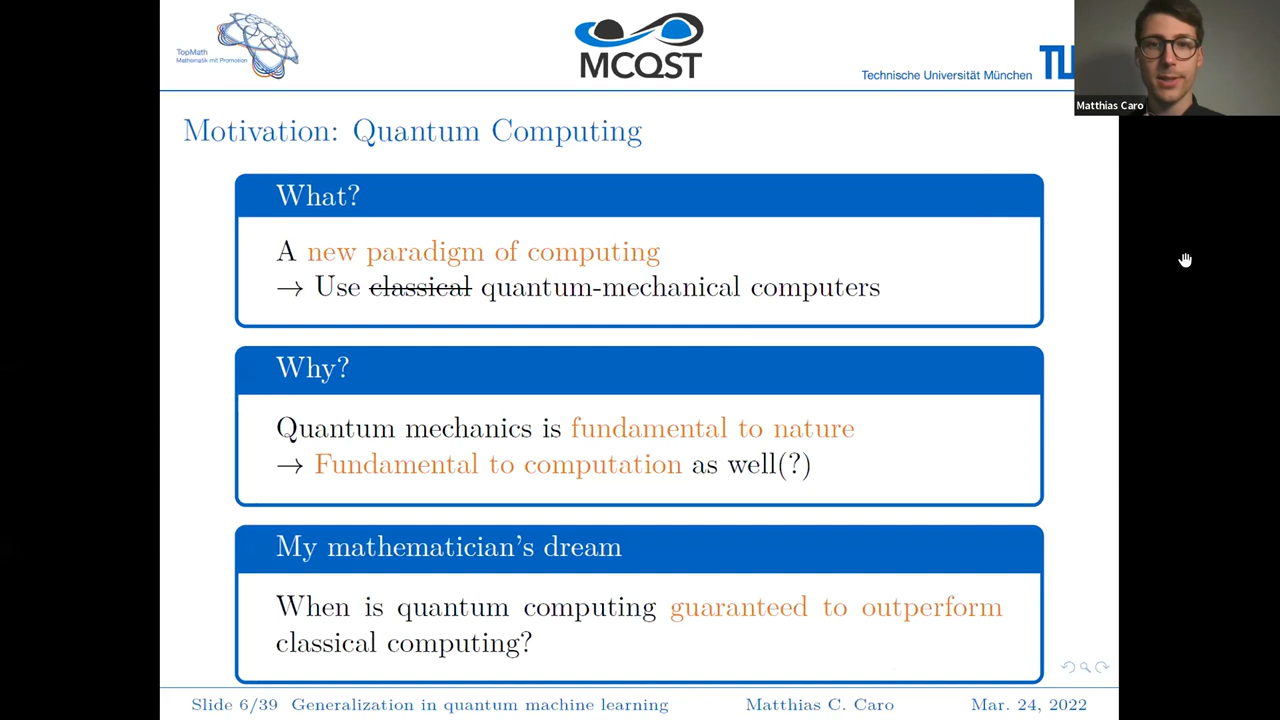 TopMath
Mathematik mit Promotion
MCQST
Technische Universität München
TU
Matthias Caro
Motivation: Quantum Computing
What?
A new paradigm of computing
→ Use classical quantum-mechanical computers
Why?
Quantum mechanics is fundamental to nature
→ Fundamental to computation as well(?)
My mathematician's dream
When is quantum computing guaranteed to outperform
classical computing?
Slide 6/39 Generalization in quantum machine learning Matthias C. Caro Mar. 24, 2022